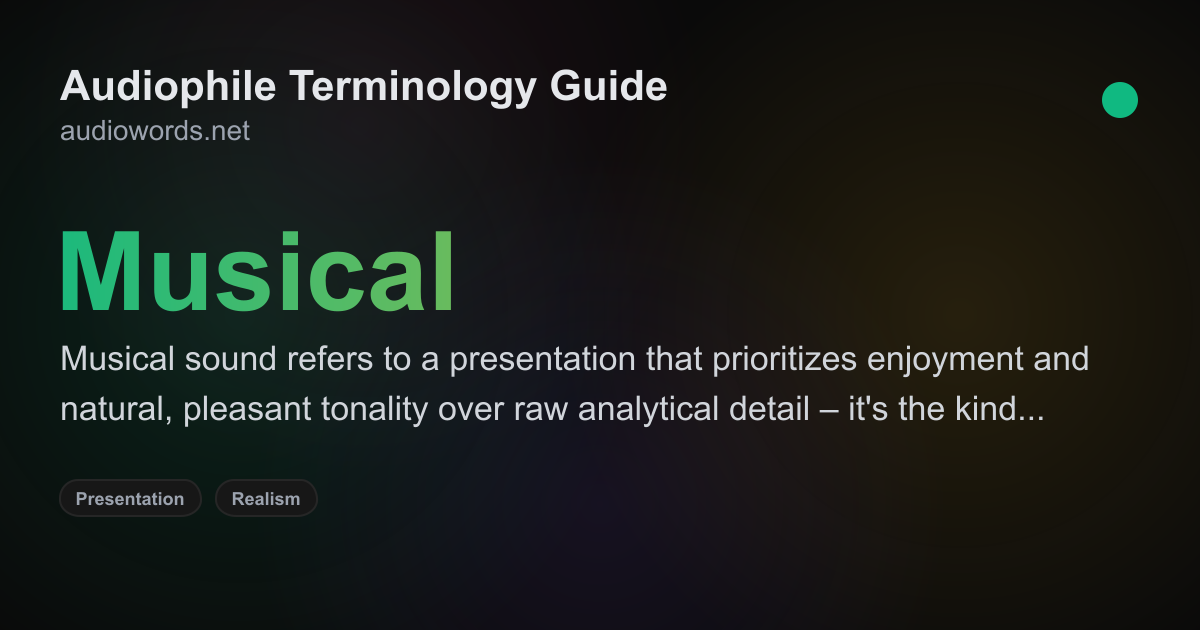 Audiophile Terminology Guide
audiowords.net
Musical
Musical sound refers to a presentation that prioritizes enjoyment and
natural, pleasant tonality over raw analytical detail – it's the kind...
Presentation Realism